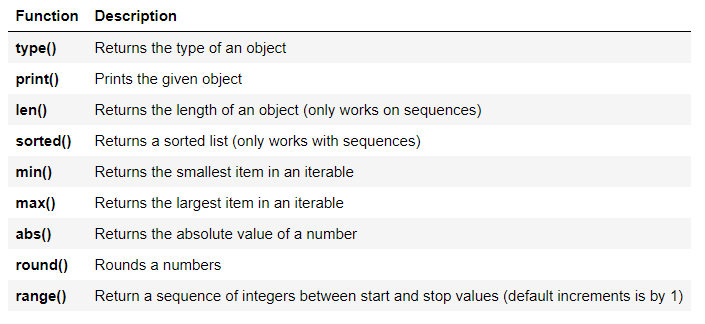 Function Description
type() Returns the type of an object
print() Prints the given object
len() Returns the length of an object (only works on sequences)
sorted() Returns a sorted list (only works with sequences)
min() Returns the smallest item in an iterable
max() Returns the largest item in an iterable
abs() Returns the absolute value of a number
round() Rounds a numbers
range() Return a sequence of integers between start and stop values (default increments is by 1)